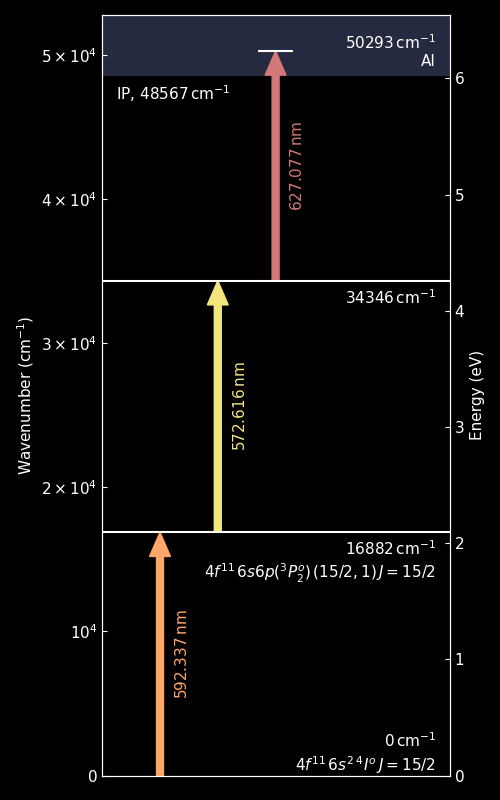 5 × 10⁴
50293 cm⁻¹
AI
6
IP, 48567 cm⁻¹
627.077 nm
4 × 10⁴
5
34346 cm⁻¹
4
3 × 10⁴
572.616 nm
Wavenumber (cm⁻¹)
Energy (eV)
3
2 × 10⁴
16882 cm⁻¹
2
4f¹¹6s6p(³P₂ᵒ)(15/2, 1) J = 15/2
592.337 nm
10⁴
1
0 cm⁻¹
4f¹¹6s² ⁴Iᵒ J = 15/2
0
0